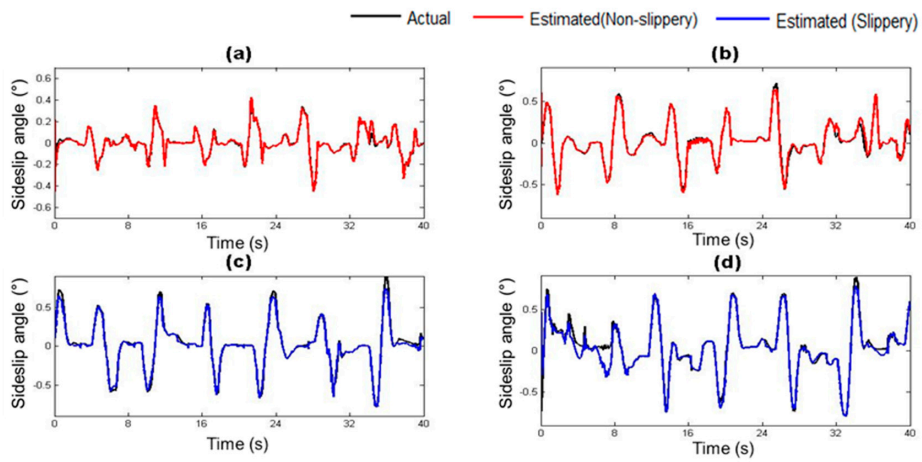 Actual
Estimated(Non-slippery)
Estimated (Slippery)
(a)
Sideslip angle (°)
0.6
0.4
0.2
0
-0.2
-0.4
-0.6
0
8
16
24
32
40
Time (s)
(b)
Sideslip angle (°)
0.5
0
-0.5
0
8
16
24
32
40
Time (s)
(c)
Sideslip angle (°)
0.5
0
-0.5
0
8
16
24
32
40
Time (s)
(d)
Sideslip angle (°)
0.5
0
-0.5
0
8
16
24
32
40
Time (s)